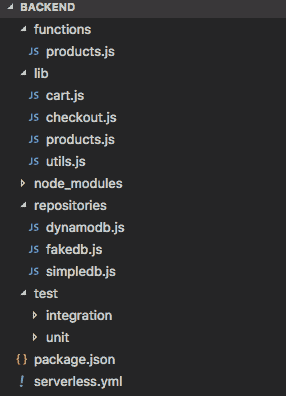 BACKEND
functions
JS products.js
lib
JS cart.js
JS checkout.js
JS products.js
JS utils.js
node_modules
repositories
JS dynamodb.js
JS fakedb.js
JS simpledb.js
test
integration
unit
{ } package.json
! serverless.yml